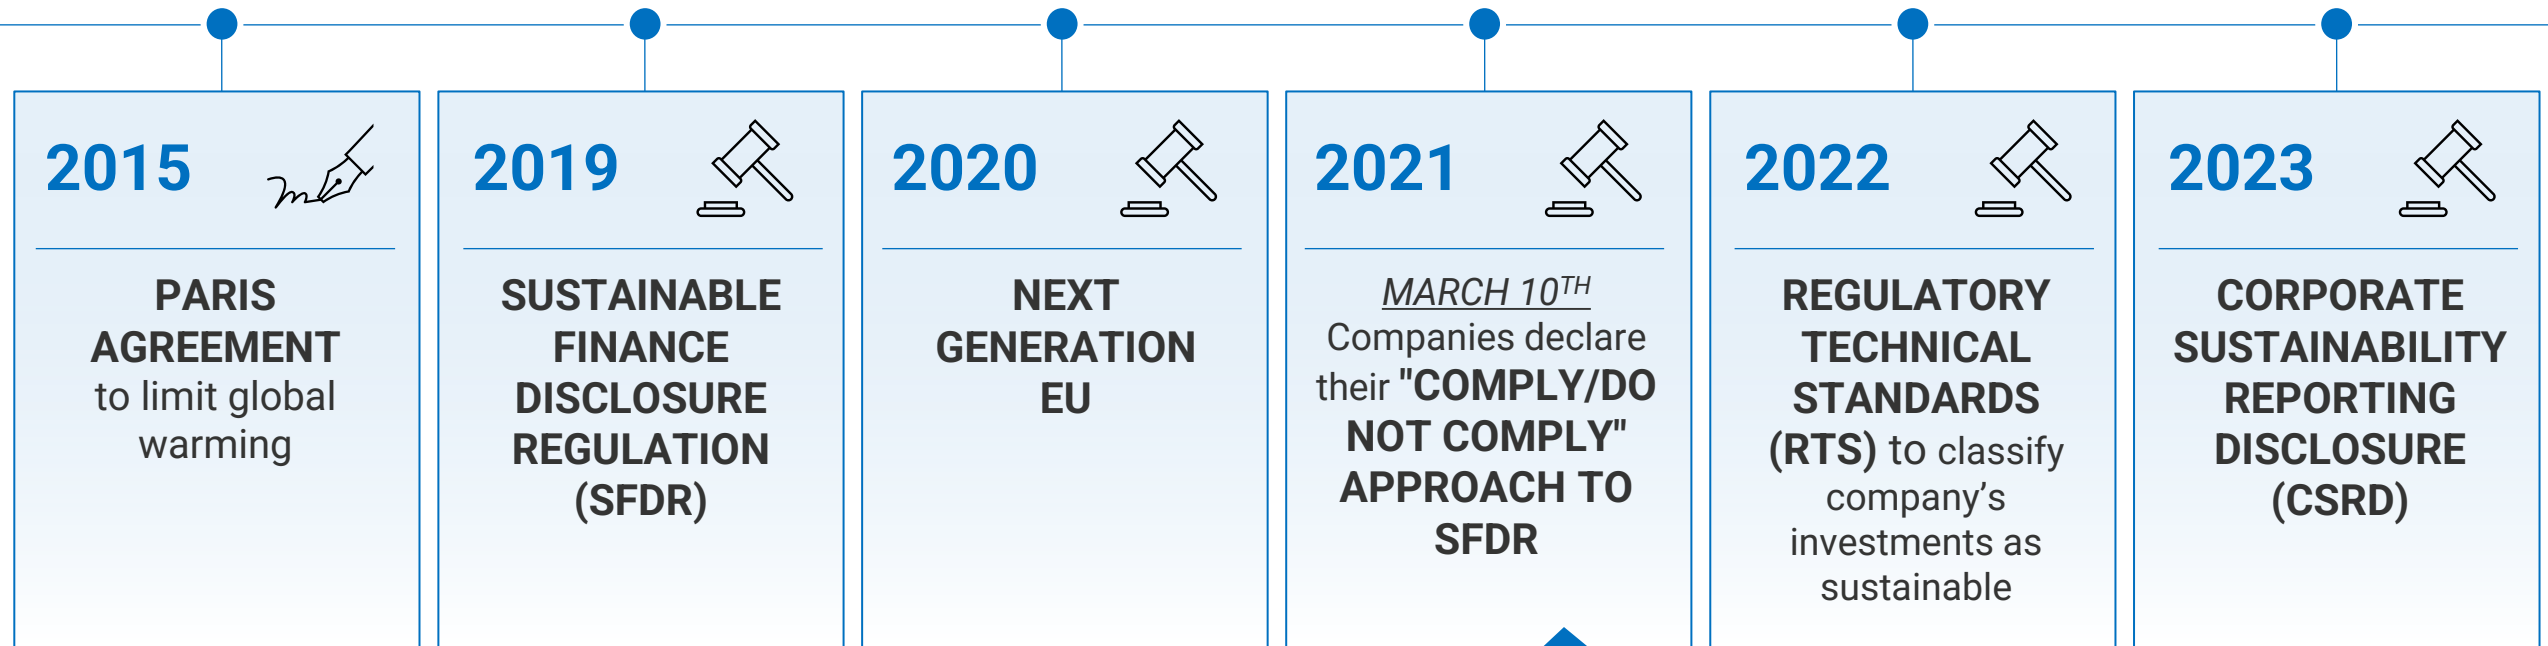 2015
PARIS
AGREEMENT
to limit global
warming
2019
SUSTAINABLE
FINANCE
DISCLOSURE
REGULATION
(SFDR)
2020
NEXT
GENERATION
EU
2021
MARCH 10TH
Companies declare
their "COMPLY/DO
NOT COMPLY"
APPROACH TO
SFDR
2022
REGULATORY
TECHNICAL
STANDARDS
(RTS) to classify
company’s
investments as
sustainable
2023
CORPORATE
SUSTAINABILITY
REPORTING
DISCLOSURE
(CSRD)